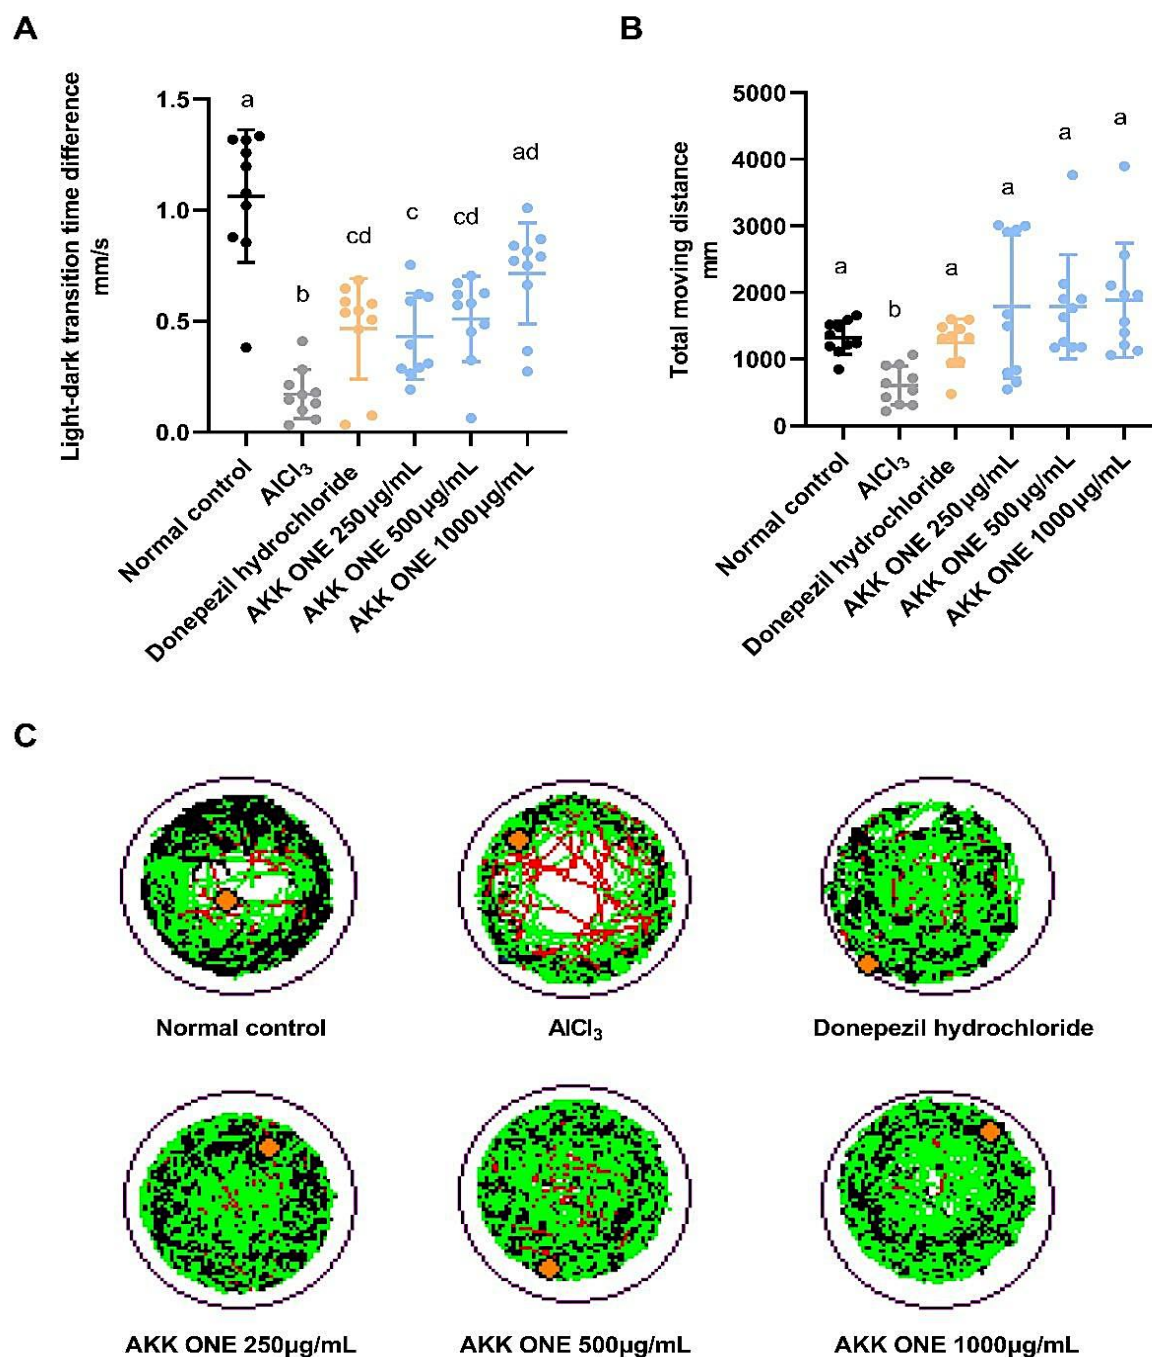 A
Light-dark transition time difference
mm/s
1.5
1.0
0.5
0.0
a
b
cd
c
cd
ad
Normal control
AlCl₃
Donepezil hydrochloride
AKK ONE 250μg/mL
AKK ONE 500μg/mL
AKK ONE 1000μg/mL
B
Total moving distance
mm
5000
4000
3000
2000
1000
0
a
b
a
a
a
a
Normal control
AlCl₃
Donepezil hydrochloride
AKK ONE 250μg/mL
AKK ONE 500μg/mL
AKK ONE 1000μg/mL
C
Normal control
AlCl₃
Donepezil hydrochloride
AKK ONE 250μg/mL
AKK ONE 500μg/mL
AKK ONE 1000μg/mL